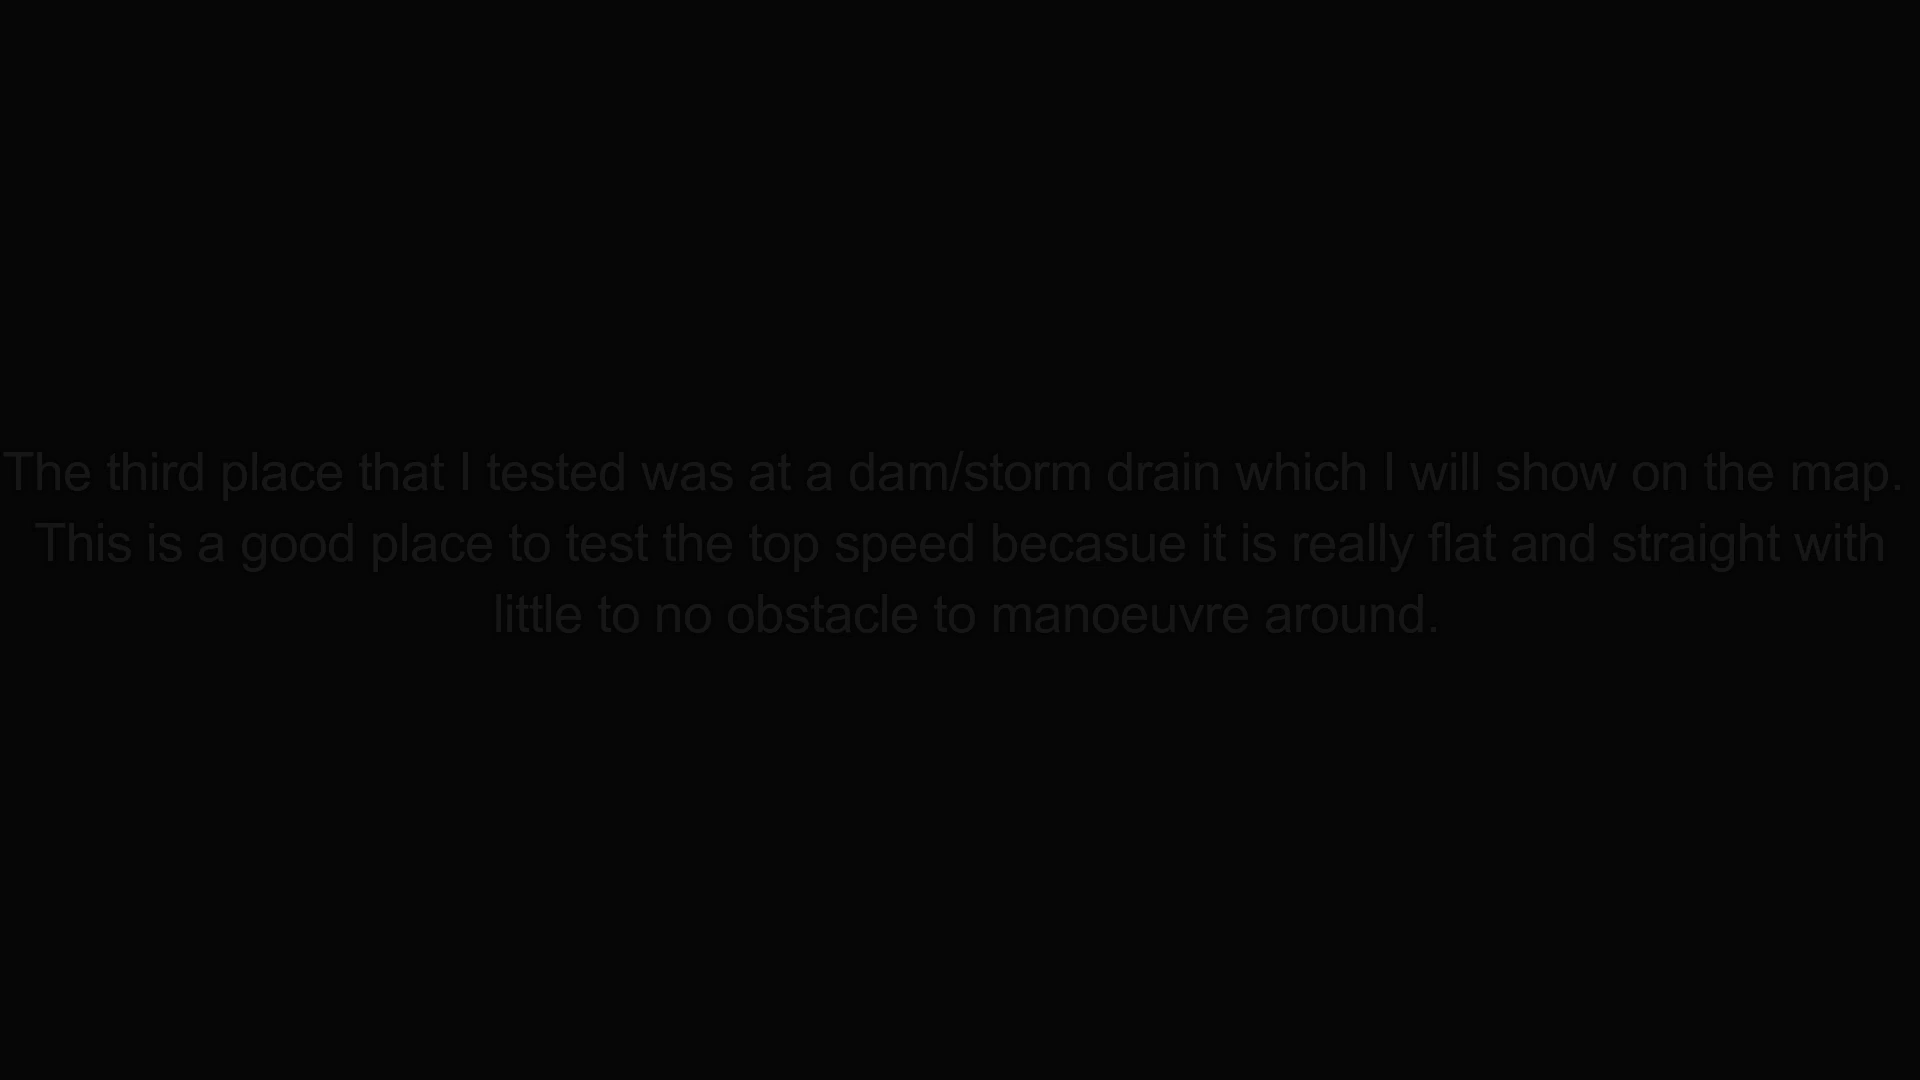 The third place that I tested was at a dam/storm drain which I will show on the map.
This is a good place to test the top speed becasue it is really flat and straight with
little to no obstacle to manoeuvre around.